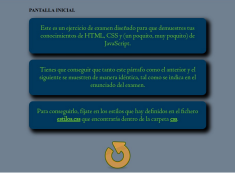 PANTALLA INICIAL
Este es un ejercicio de examen diseñado para que demuestres tus
conocimientos de HTML, CSS y (un poquito, muy poquito) de
JavaScript.
Tienes que conseguir que tanto este párrafo como el anterior y el
siguiente se muestren de manera idéntica, tal como se indica en el
enunciado del examen.
Para conseguirlo, fíjate en los estilos que hay definidos en el fichero
estilos.css que encontrarás dentro de la carpeta css